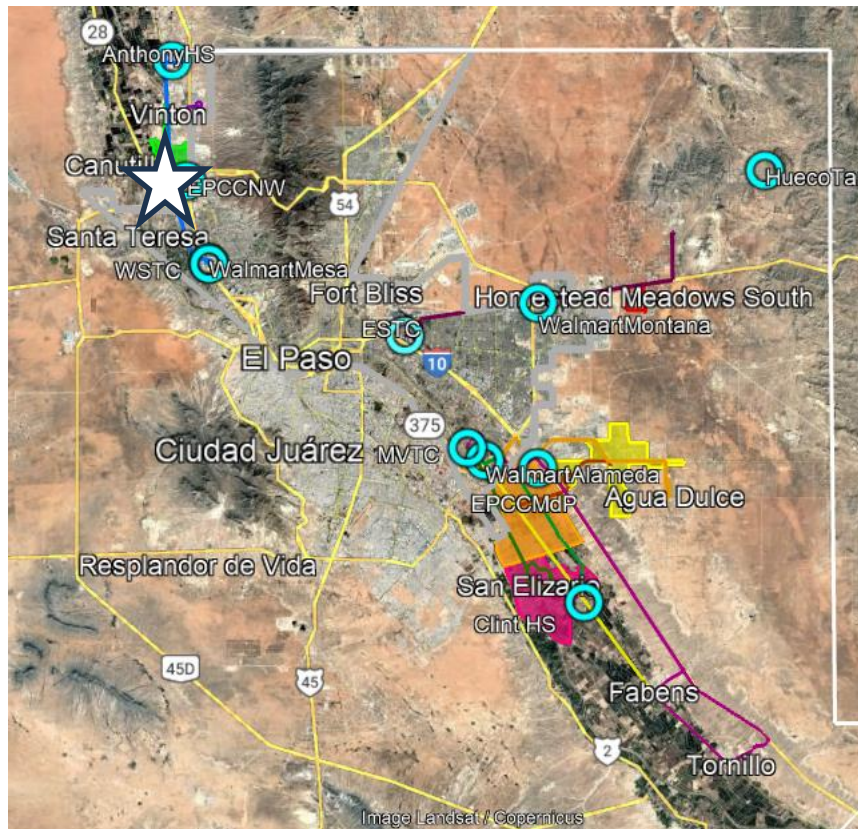 28
AnthonyHS
Vinton
Canutill
EPCCNW
HuecoTa
54
Santa Teresa
WSTC
WalmartMesa
Fort Bliss
Homestead Meadows South
WalmartMontana
ESTC
El Paso
10
375
Ciudad Juárez
MVTC
WalmartAlameda
EPCCMdP
Agua Dulce
Resplandor de Vida
San Elizario
Clint HS
45D
45
Fabens
2
Tornillo
Image Landsat / Copernicus